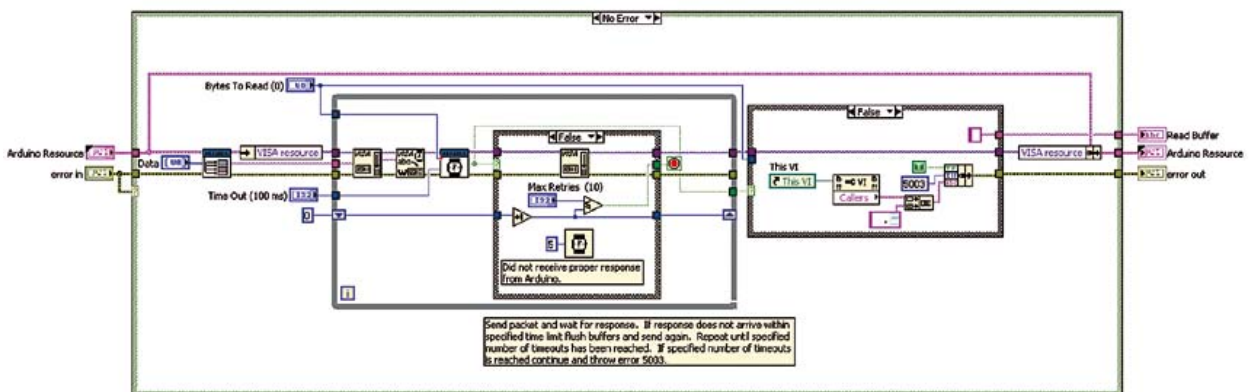 No Error
Bytes To Read (0)
False
Read Buffer
Arduino Resource
VISA resource
Data
error in
False
This VI
This VI
VISA resource
Arduino Resource
error out
Time Out (100 ms)
I32
Max Retries (10)
I32
Callers
5003
0
5
Did not receive proper response
from Arduino.
i
Send packet and wait for response. If response does not arrive within
specified time limit flush buffers and send again. Repeat until specified
number of timeouts has been reached. If specified number of timeouts
is reached continue and throw error 5003.